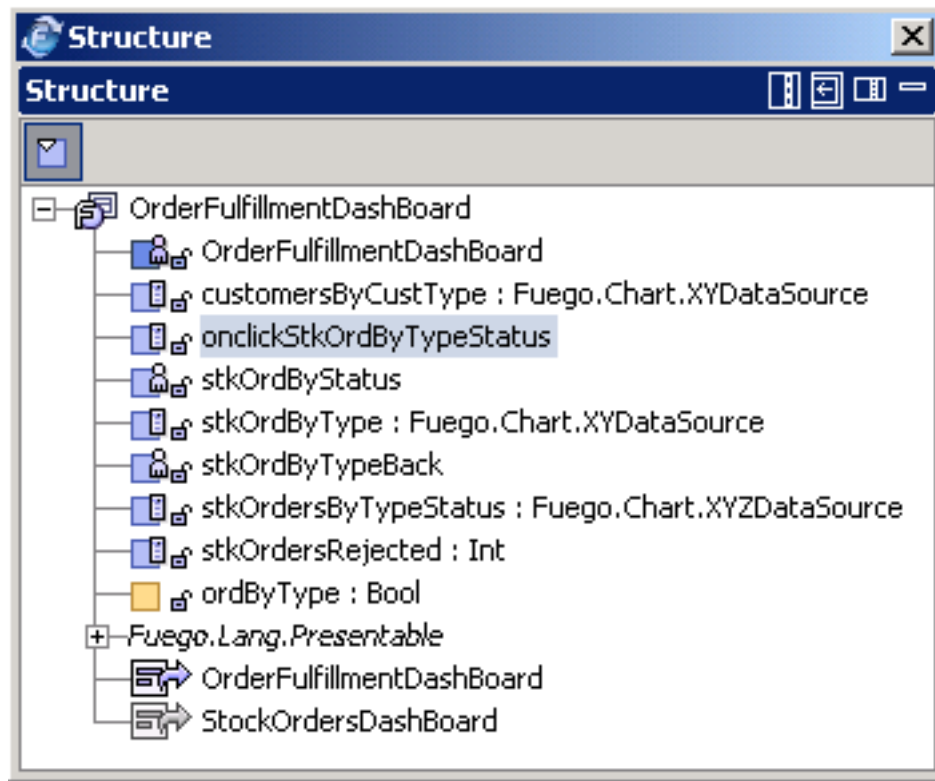 Structure
Structure
OrderFulfillmentDashBoard
OrderFulfillmentDashBoard
customersByCustType : Fuego.Chart.XYDataSource
onclickStkOrdByTypeStatus
stkOrdByStatus
stkOrdByType : Fuego.Chart.XYDataSource
stkOrdByTypeBack
stkOrdersByTypeStatus : Fuego.Chart.XYZDataSource
stkOrdersRejected : Int
ordByType : Bool
Fuego.Lang.Presentable
OrderFulfillmentDashBoard
StockOrdersDashBoard